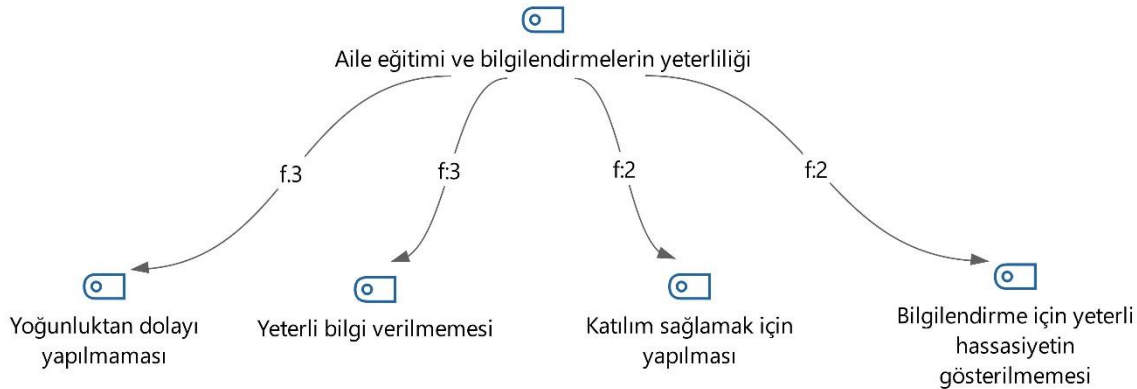 Aile eğitimi ve bilgilendirmelerin yeterliliği
f.3
f:3
f:2
f:2
Yoğunluktan dolayı
yapılmaması
Yeterli bilgi verilmemesi
Katılım sağlamak için
yapılması
Bilgilendirme için yeterli
hassasiyetin
gösterilmemesi